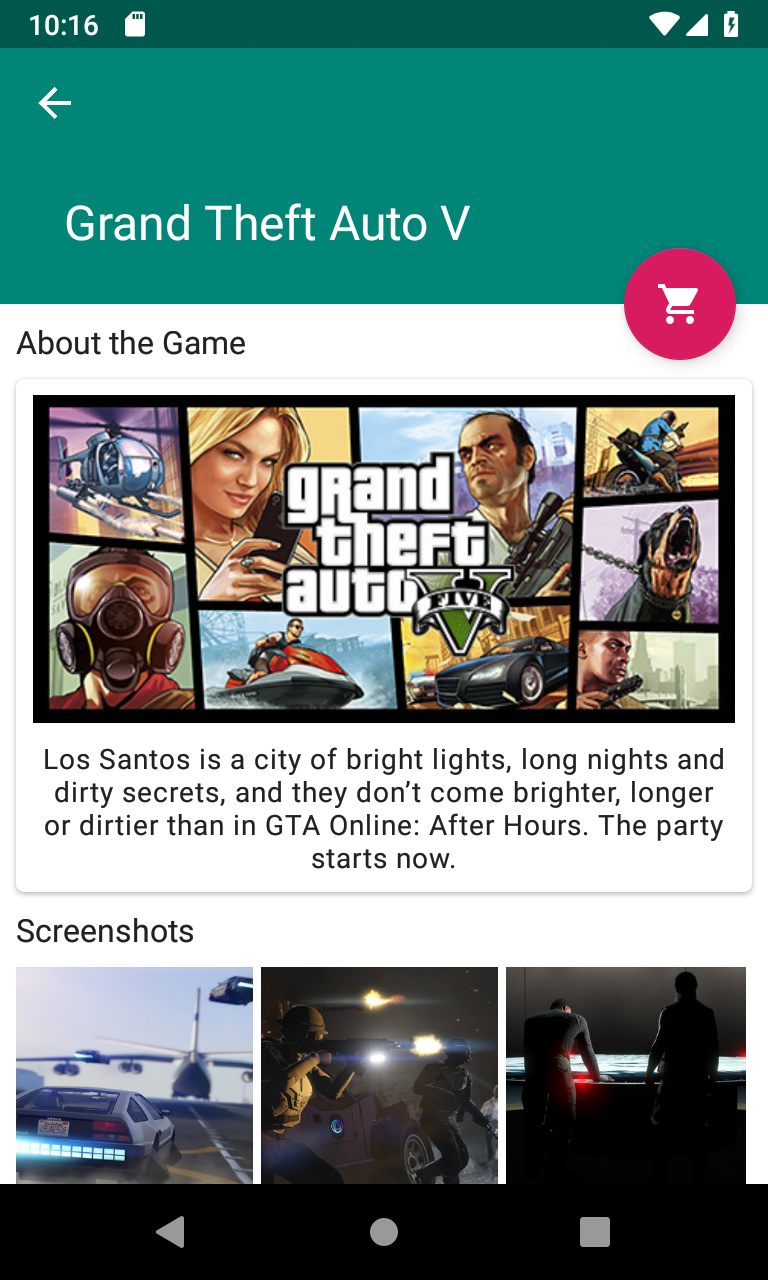 10:16
Grand Theft Auto V
About the Game
grand
theft
auto
FIVE
Los Santos is a city of bright lights, long nights and
dirty secrets, and they don’t come brighter, longer
or dirtier than in GTA Online: After Hours. The party
starts now.
Screenshots